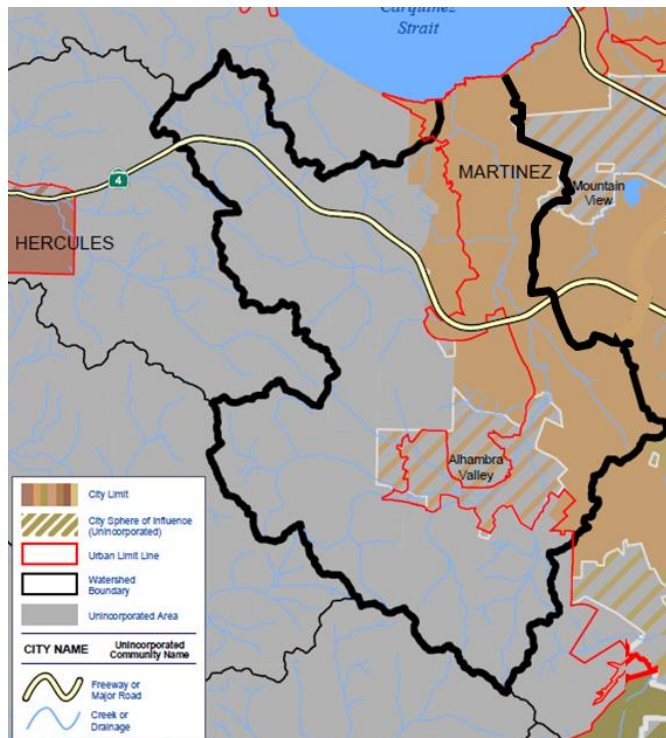 Carquinez
Strait
MARTINEZ
Mountain
View
4
HERCULES
Alhambra
Valley
City Limit
City Sphere of Influence
(Unincorporated)
Urban Limit Line
Watershed
Boundary
Unincorporated Area
CITY NAME
Unincorporated
Community Name
Freeway or
Major Road
Creek or
Drainage